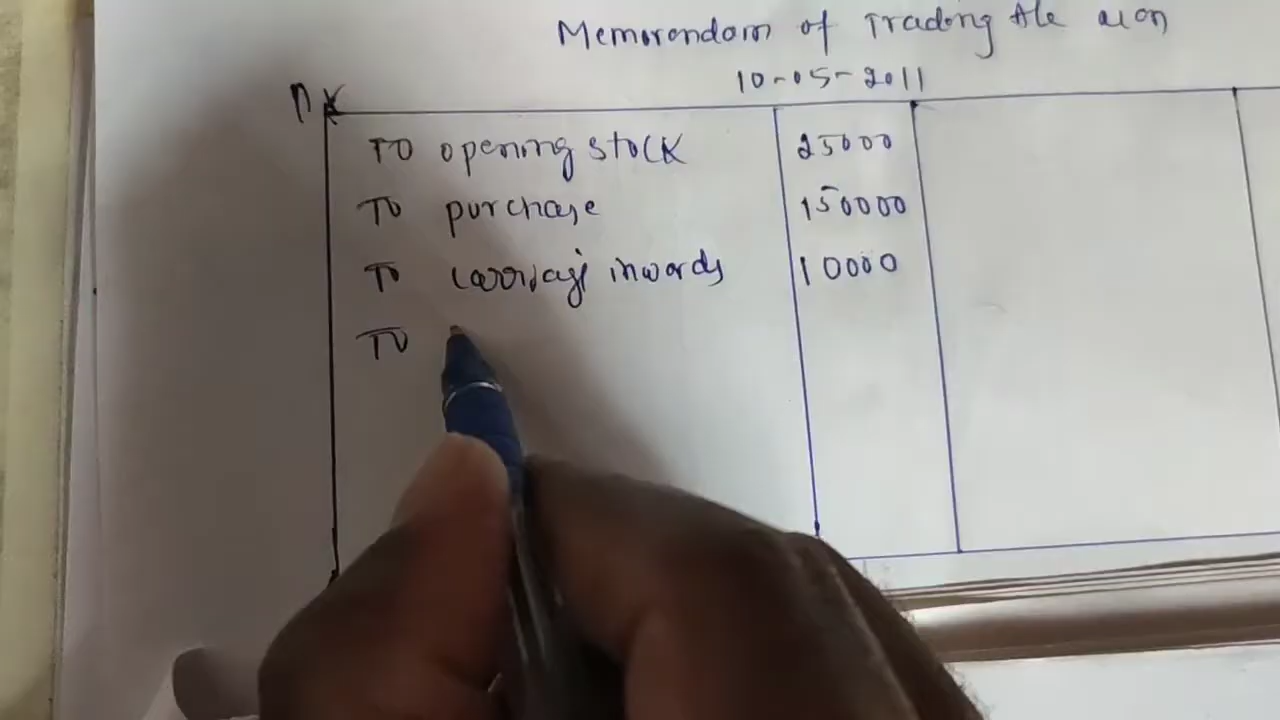 Memorandom of Trading A/c as on
10-05-2011
Dr
To opening stock 25000
To purchase 150000
To carriage inwards 10000
To